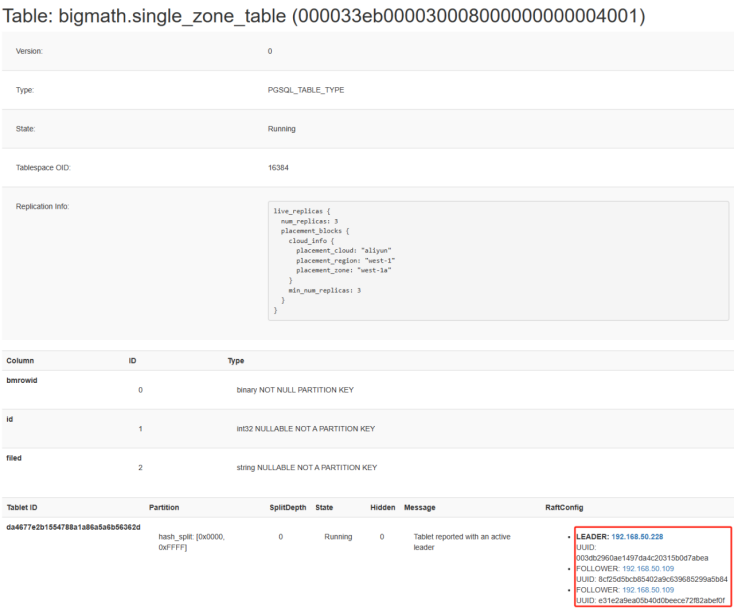 Table: bigmath.single_zone_table (000033eb000030008000000000004001)
Version: 0
Type: PGSQL_TABLE_TYPE
State: Running
Tablespace OID: 16384
Replication Info:
live_replicas {
num_replicas: 3
placement_blocks {
cloud_info {
placement_cloud: "aliyun"
placement_region: "west-1"
placement_zone: "west-1a"
}
min_num_replicas: 3
}
}
Column ID Type
bmrowid 0 binary NOT NULL PARTITION KEY
id 1 int32 NULLABLE NOT A PARTITION KEY
filed 2 string NULLABLE NOT A PARTITION KEY
Tablet ID Partition SplitDepth State Hidden Message RaftConfig
da4677e2b1554788a1a86a5a6b56362d hash_split: [0x0000, 0 Running 0 Tablet reported with an active
0xFFFF] leader
LEADER: 192.168.50.228
UUID:
003db2960ae1497da4c20315b0d7abea
FOLLOWER: 192.168.50.109
UUID: 8cf25d5bcb85402a9c639685299a5b84
FOLLOWER: 192.168.50.109
UUID: e31e2a9ea05b40d0beece72f82abef0f